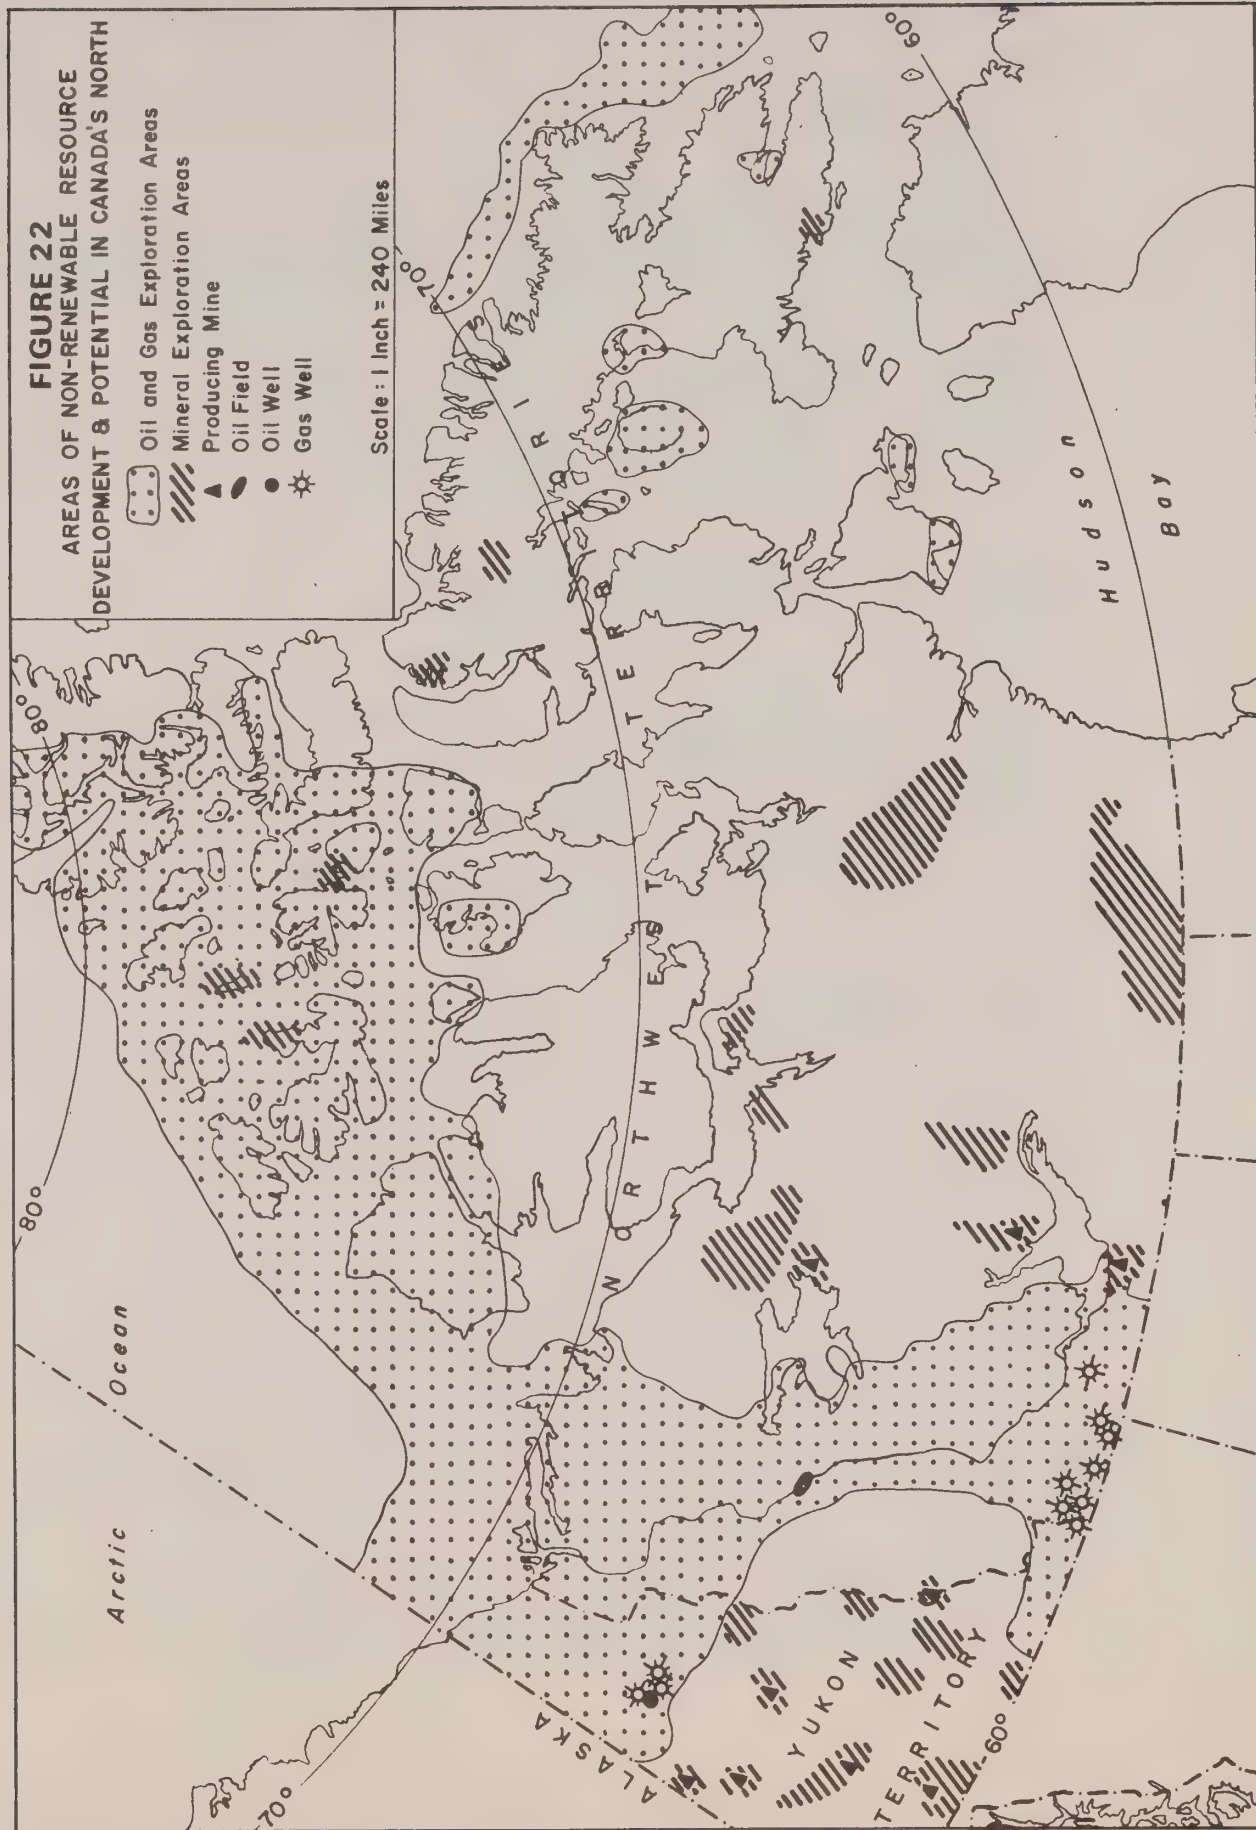 FIGURE 22
AREAS OF NON-RENEWABLE RESOURCE
DEVELOPMENT & POTENTIAL IN CANADA'S NORTH
Oil and Gas Exploration Areas
Mineral Exploration Areas
Producing Mine
Oil Field
Oil Well
Gas Well
Scale : 1 Inch = 240 Miles
80°
80°
70°
70°
60°
60°
Arctic
Ocean
NORTHWEST
TERRITORIES
Hudson
Bay
ALASKA
YUKON
TERRITORY